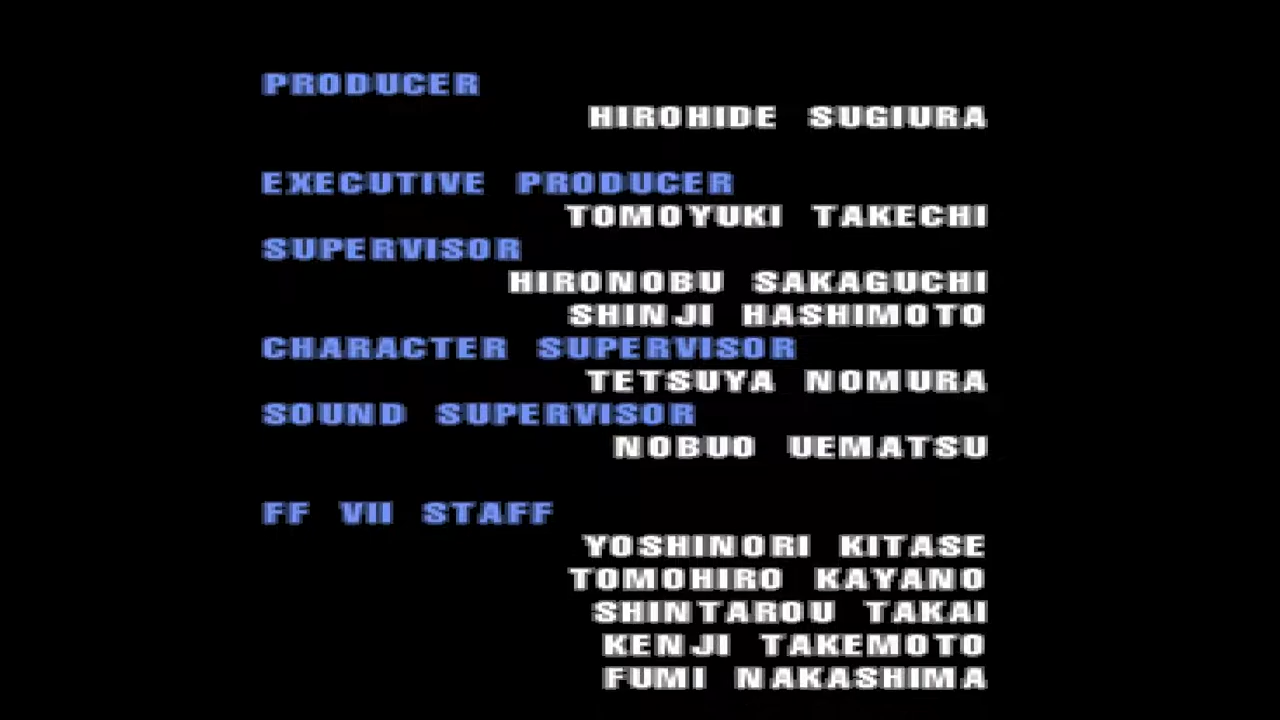 PRODUCER
HIROHIDE SUGIURA
EXECUTIVE PRODUCER
TOMOYUKI TAKECHI
SUPERVISOR
HIRONOBU SAKAGUCHI
SHINJI HASHIMOTO
CHARACTER SUPERVISOR
TETSUYA NOMURA
SOUND SUPERVISOR
NOBUO UEMATSU
FF VII STAFF
YOSHINORI KITASE
TOMOHIRO KAYANO
SHINTAROU TAKAI
KENJI TAKEMOTO
FUMI NAKASHIMA